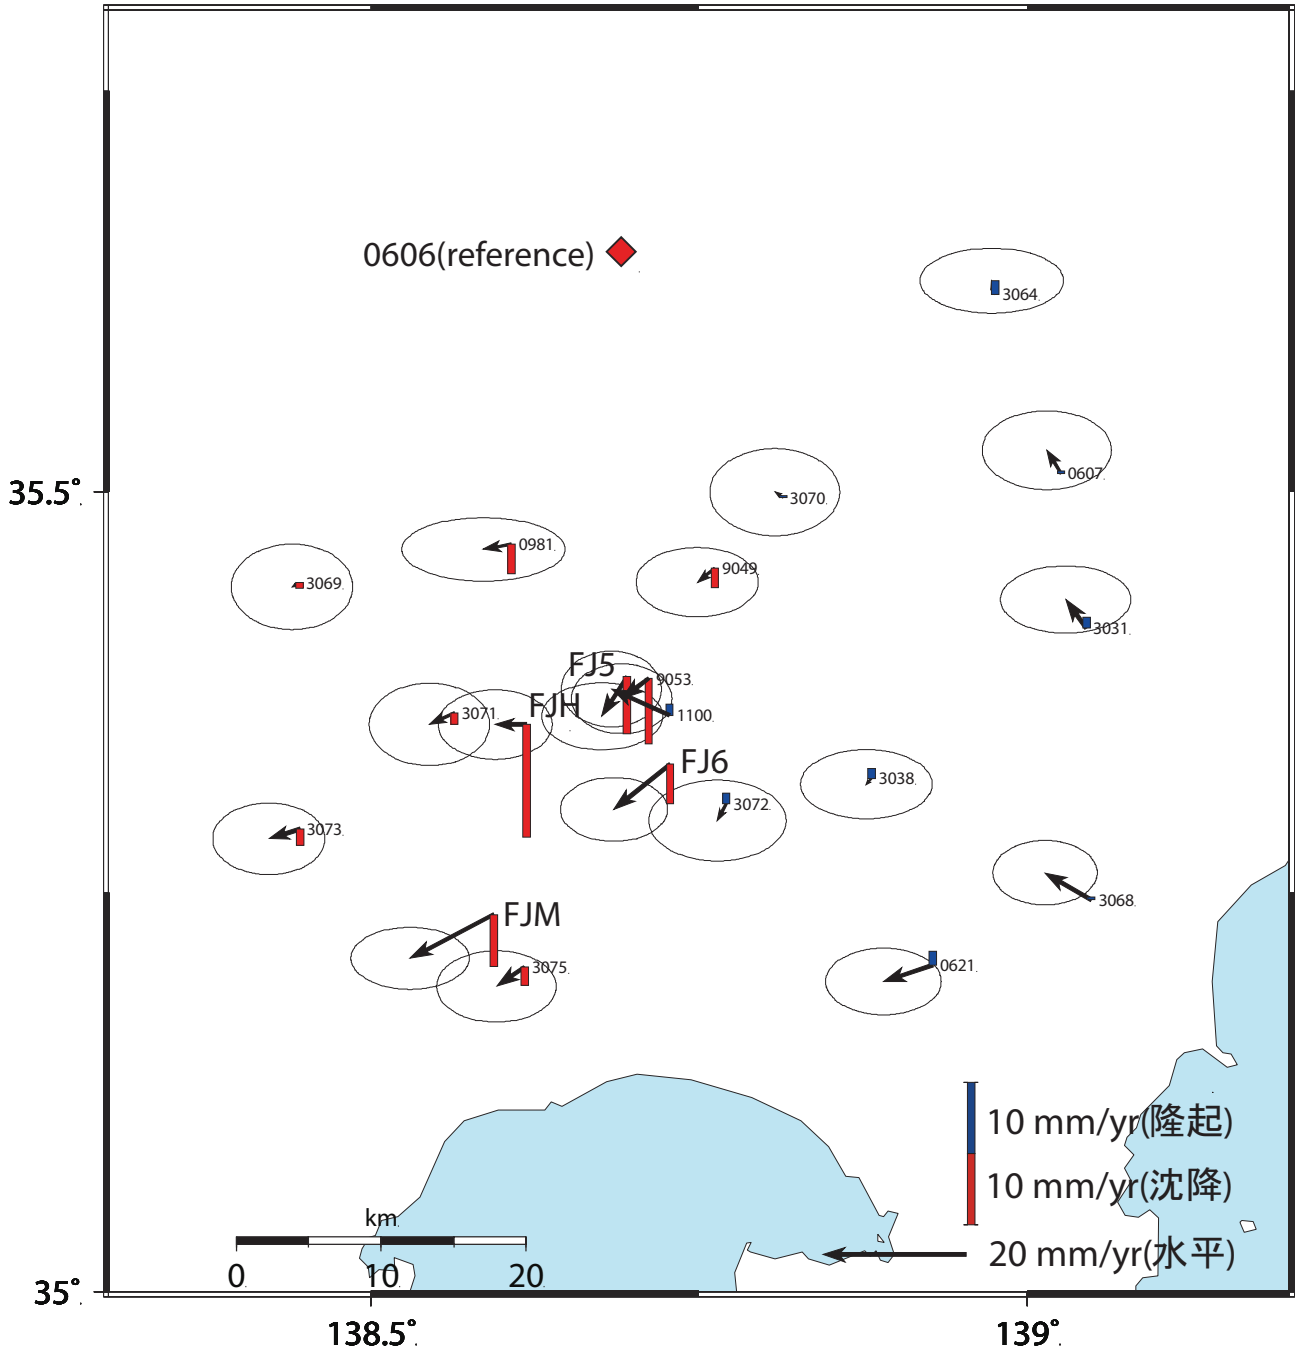 0606(reference)
3064.
0607.
35.5°.
3070.
0981.
9049.
3069.
3031.
FJ5
9053.
FJH
1100.
3071.
FJ6
3038.
3072.
3073.
3068.
FJM
3075.
0621.
10 mm/yr(隆起)
10 mm/yr(沈降)
km.
20 mm/yr(水平)
0. 10. 20.
35°.
138.5°. 139°.